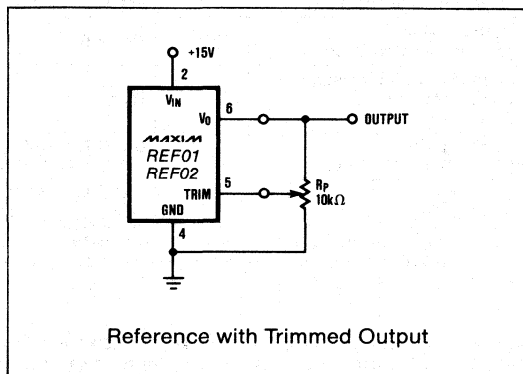 +15V
2
VIN
6
VO
OUTPUT
MAXIM
REF01
REF02
5
TRIM
RP
10kΩ
GND
4
Reference with Trimmed Output